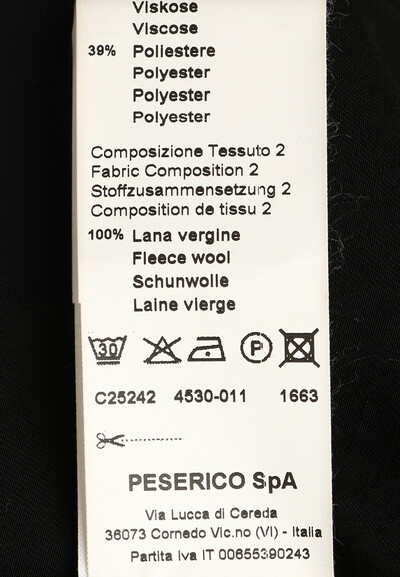 Viskose
Viscose
39% Poliestere
Polyester
Polyester
Polyester
Composizione Tessuto 2
Fabric Composition 2
Stoffzusammensetzung 2
Composition de tissu 2
100% Lana vergine
Fleece wool
Schunwolle
Laine vierge
30 P
C25242 4530-011 1663
PESERICO SpA
Via Lucca di Cereda
36073 Cornedo Vic.no (VI) - Italia
Partita Iva IT 00655390243